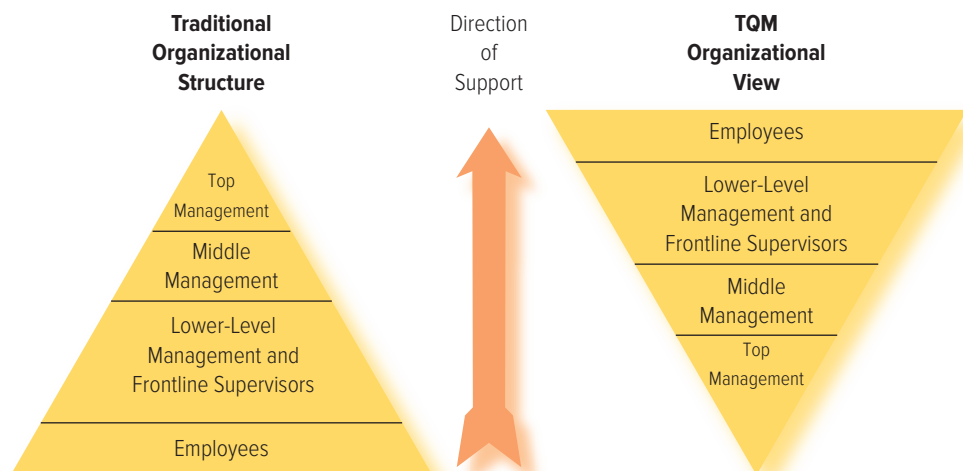 Traditional
Organizational
Structure
Top
Management
Middle
Management
Lower-Level
Management and
Frontline Supervisors
Employees
Direction
of
Support
TQM
Organizational
View
Employees
Lower-Level
Management and
Frontline Supervisors
Middle
Management
Top
Management